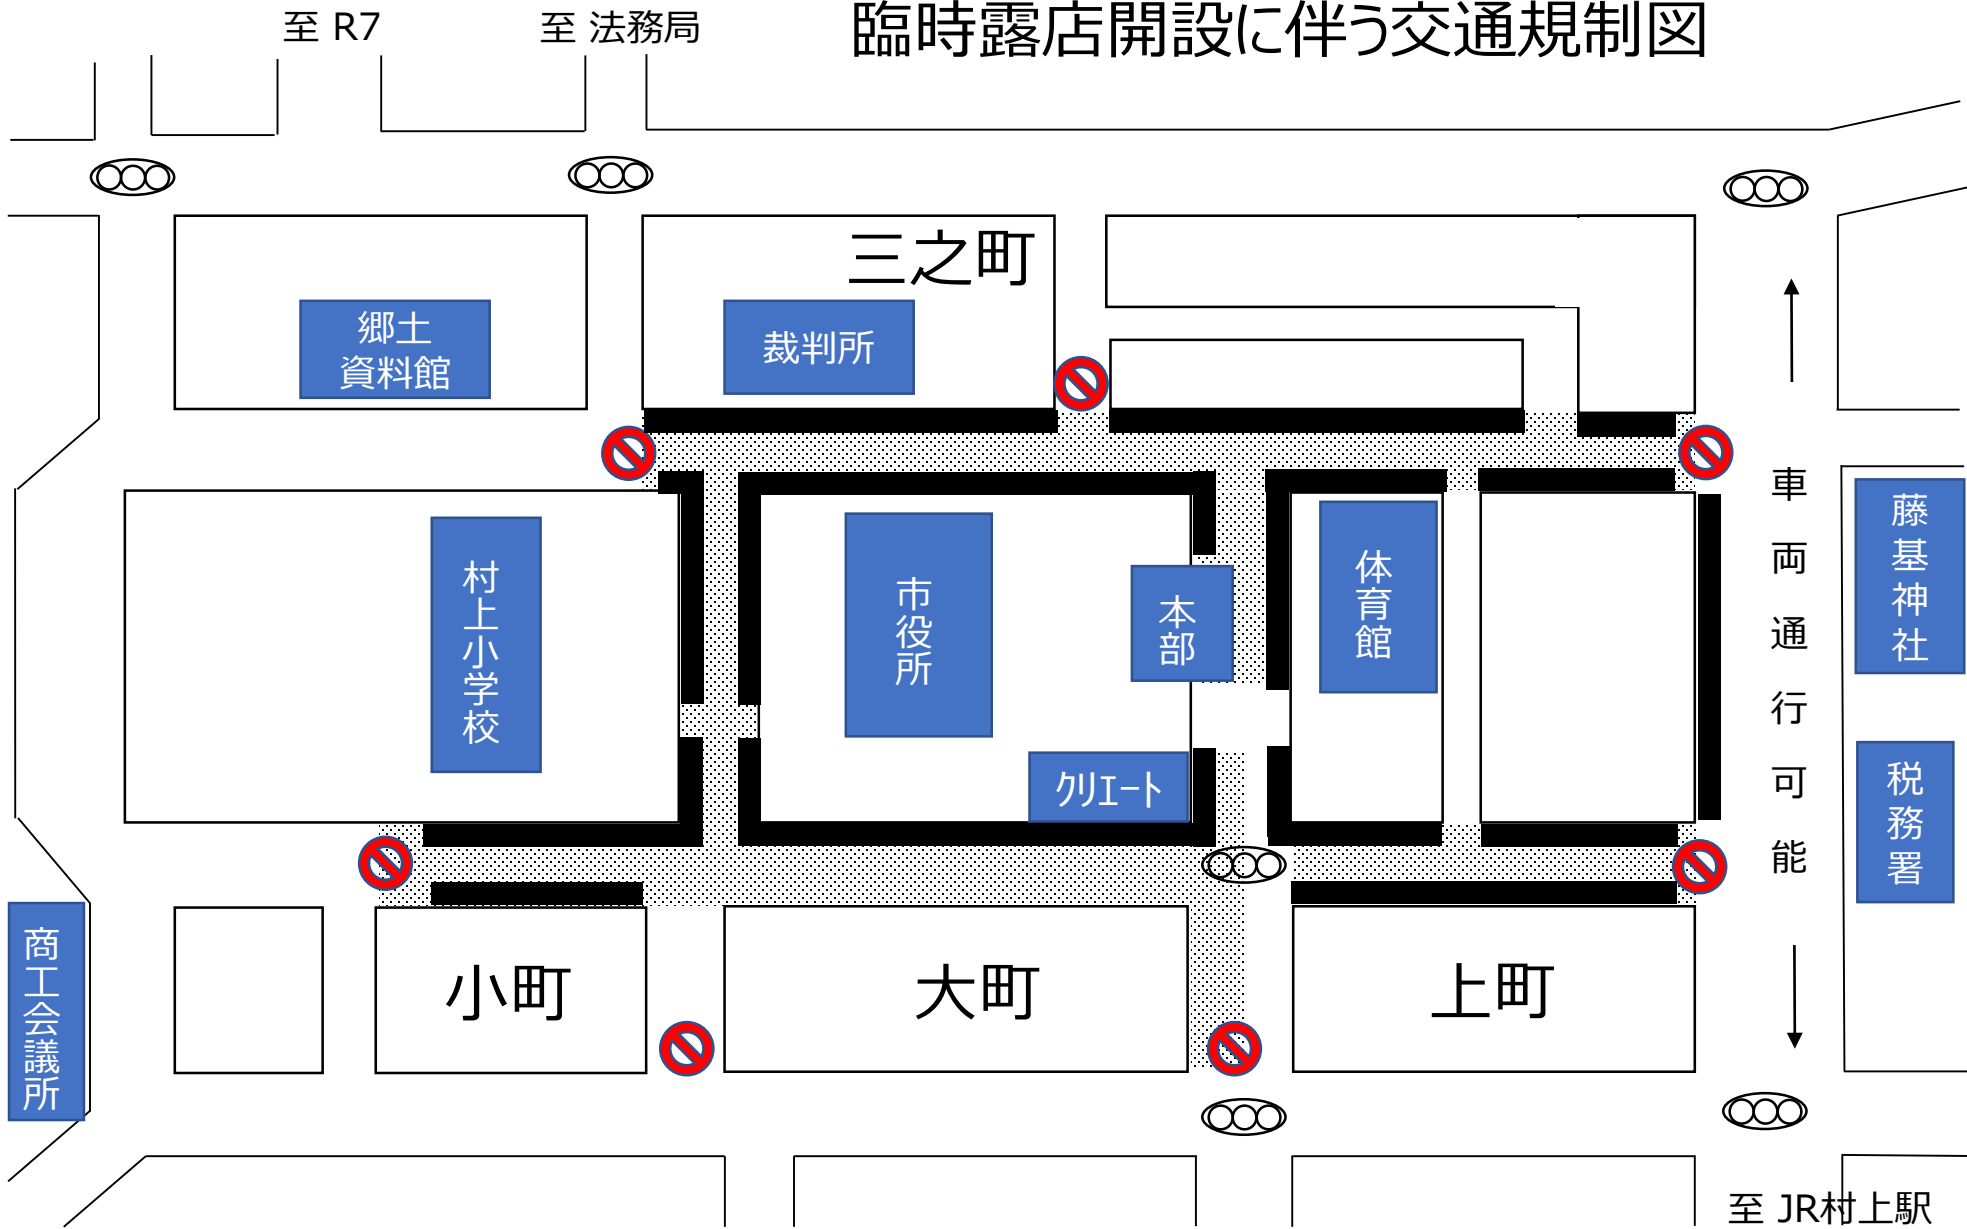 臨時露店開設に伴う交通規制図
至 R7
至 法務局
三之町
郷土
資料館
裁判所
村上小学校
市役所
本部
体育館
車両通行可能
藤基神社
ｸﾘｴｰﾄ
税務署
商工会議所
小町
大町
上町
至 JR村上駅